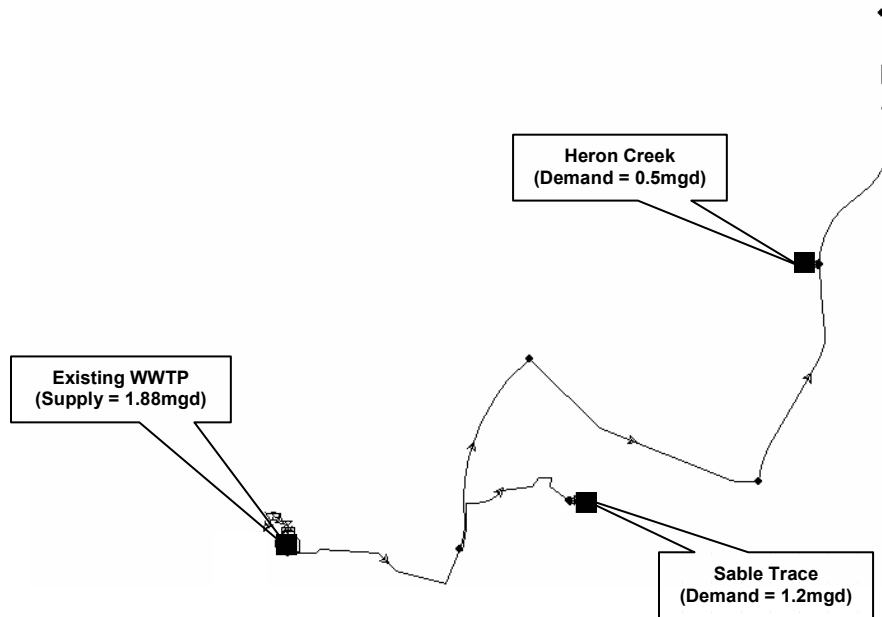 Heron Creek
(Demand = 0.5mgd)
Existing WWTP
(Supply = 1.88mgd)
Sable Trace
(Demand = 1.2mgd)